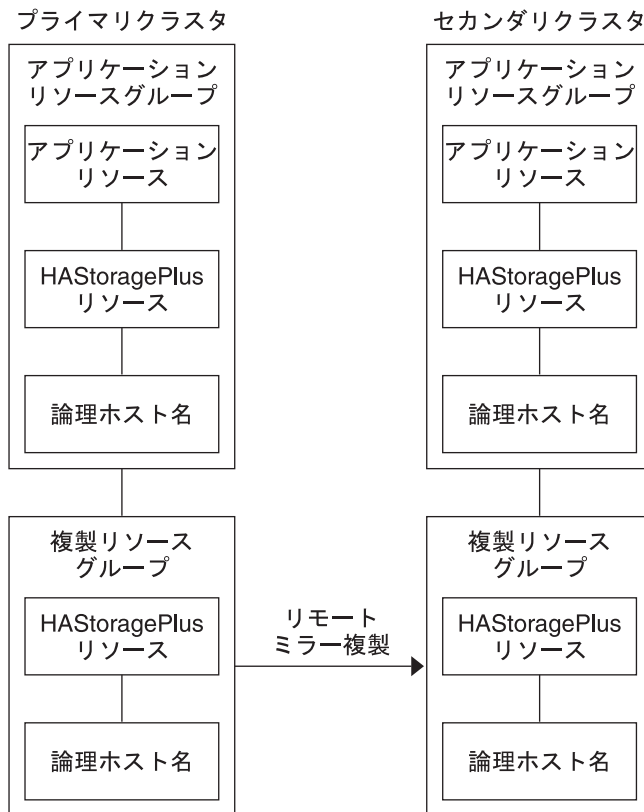 プライマリクラスタ
アプリケーション
リソースグループ
アプリケーション
リソース
HAStoragePlus
リソース
論理ホスト名
複製リソース
グループ
HAStoragePlus
リソース
論理ホスト名
リモート
ミラー複製
セカンダリクラスタ
アプリケーション
リソースグループ
アプリケーション
リソース
HAStoragePlus
リソース
論理ホスト名
複製リソース
グループ
HAStoragePlus
リソース
論理ホスト名